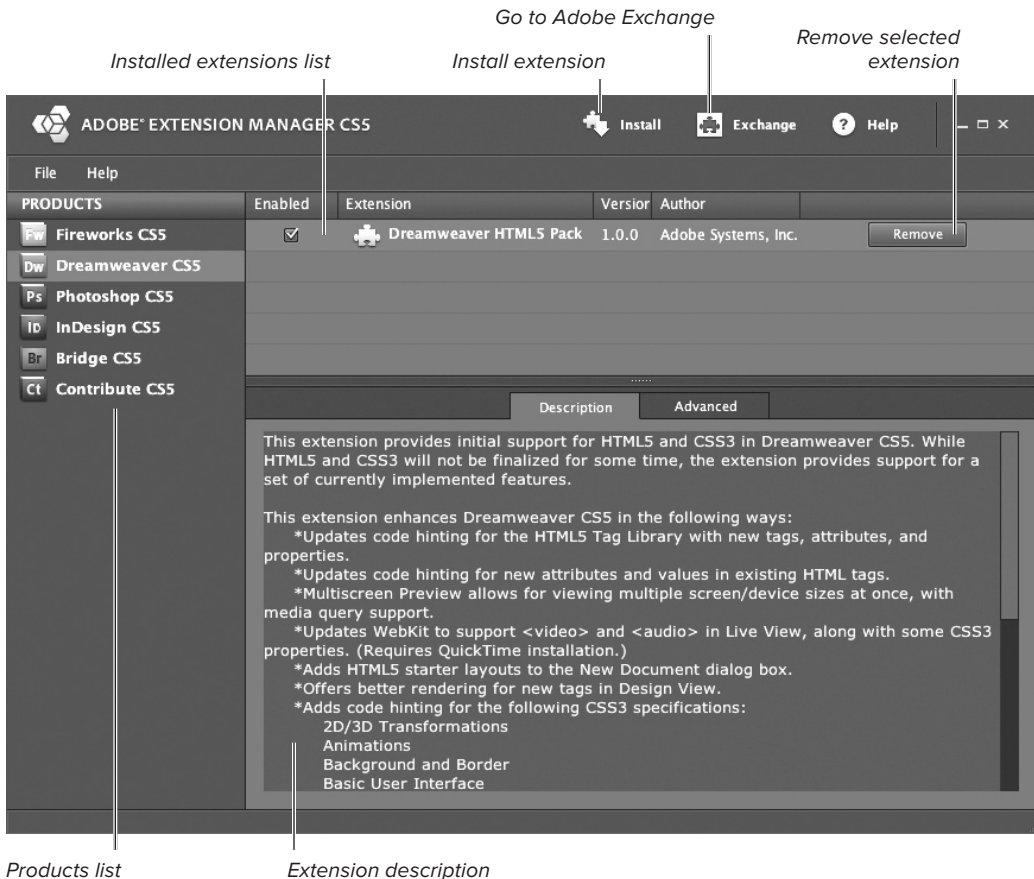 Go to Adobe Exchange
Remove selected
extension
Installed extensions list
Install extension
ADOBE® EXTENSION MANAGER CS5
Install
Exchange
? Help
File
Help
PRODUCTS
Enabled
Extension
Version
Author
Fw Fireworks CS5
Dreamweaver HTML5 Pack
1.0.0
Adobe Systems, Inc.
Remove
Dw Dreamweaver CS5
Ps Photoshop CS5
ID InDesign CS5
Br Bridge CS5
Ct Contribute CS5
Description
Advanced
This extension provides initial support for HTML5 and CSS3 in Dreamweaver CS5. While
HTML5 and CSS3 will not be finalized for some time, the extension provides support for a
set of currently implemented features.
This extension enhances Dreamweaver CS5 in the following ways:
*Updates code hinting for the HTML5 Tag Library with new tags, attributes, and
properties.
*Updates code hinting for new attributes and values in existing HTML tags.
*Multiscreen Preview allows for viewing multiple screen/device sizes at once, with
media query support.
*Updates WebKit to support <video> and <audio> in Live View, along with some CSS3
properties. (Requires QuickTime installation.)
*Adds HTML5 starter layouts to the New Document dialog box.
*Offers better rendering for new tags in Design View.
*Adds code hinting for the following CSS3 specifications:
2D/3D Transformations
Animations
Background and Border
Basic User Interface
Products list
Extension description